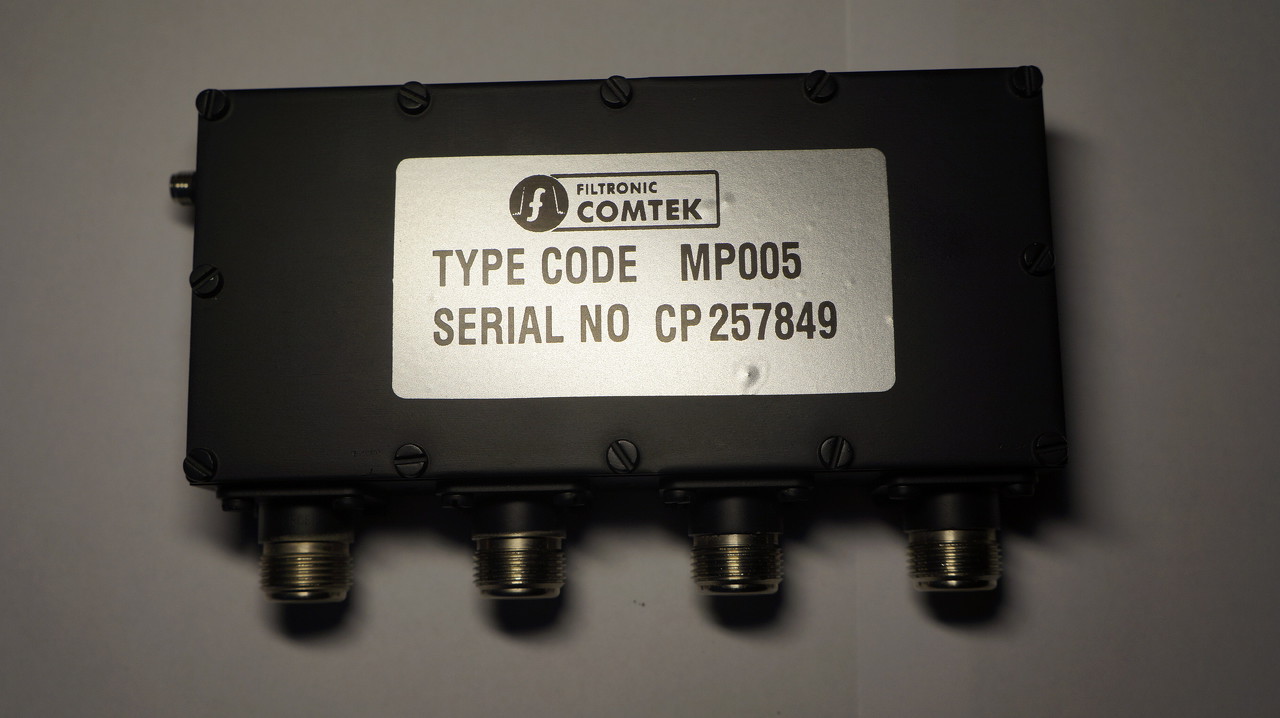 FILTRONIC
COMTEK
TYPE CODE MP005
SERIAL NO CP257849